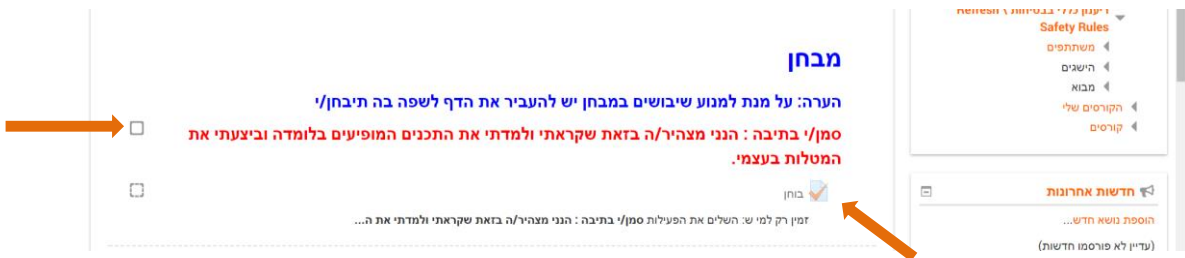 ריענון כללי בבטיחות \ Refresh
Safety Rules
משתתפים
הישגים
מבוא
הקורסים שלי
קורסים
חדשות אחרונות
הוספת נושא חדש...
(עדיין לא פורסמו חדשות)
מבחן
הערה: על מנת למנוע שיבושים במבחן יש להעביר את הדף לשפה בה תיבחן/י
סמן/י בתיבה : הנני מצהיר/ה בזאת שקראתי ולמדתי את התכנים המופיעים בלומדה וביצעתי את
המטלות בעצמי.
בוחן
זמין רק למי ש: השלים את הפעילות סמן/י בתיבה : הנני מצהיר/ה בזאת שקראתי ולמדתי את ה...